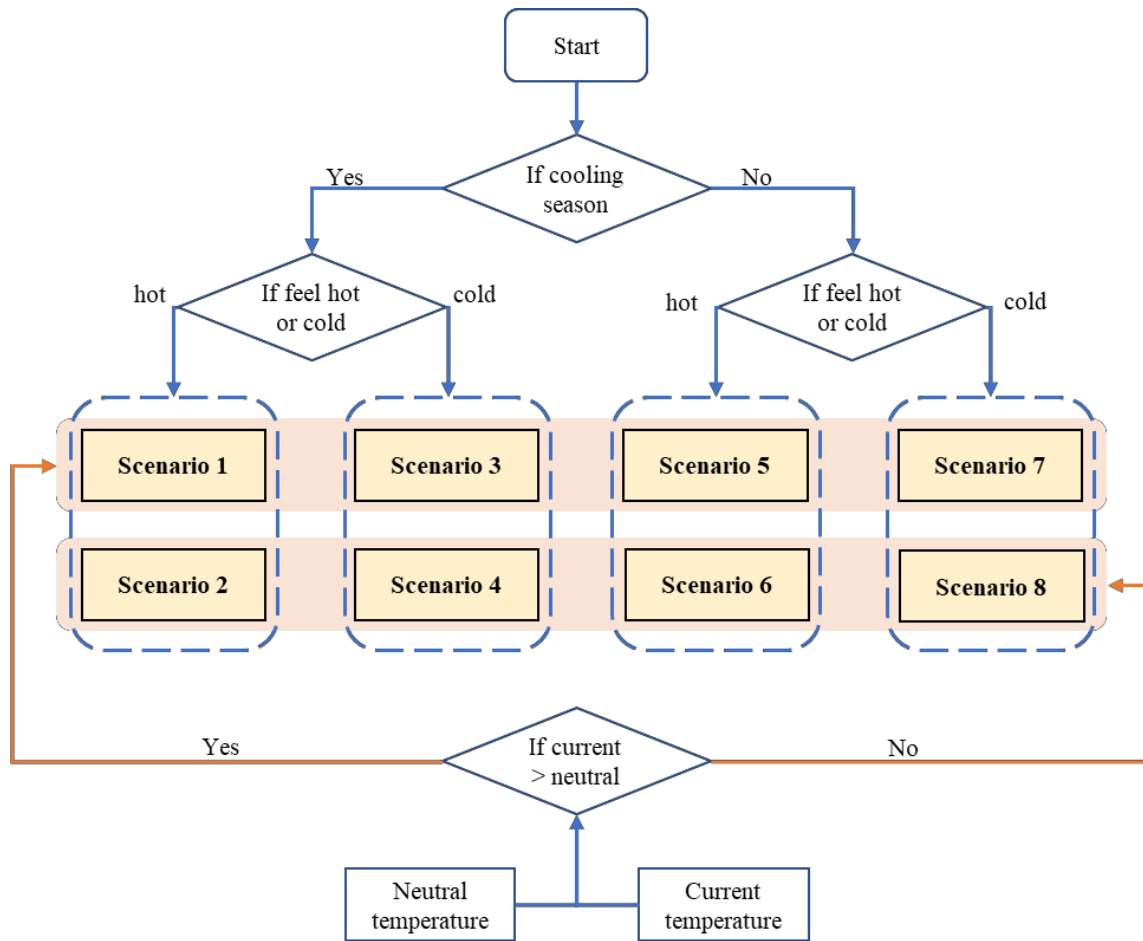 Start
If cooling
season
Yes
No
If feel hot
or cold
hot
cold
If feel hot
or cold
hot
cold
Scenario 1
Scenario 3
Scenario 5
Scenario 7
Scenario 2
Scenario 4
Scenario 6
Scenario 8
If current
> neutral
Yes
No
Neutral
temperature
Current
temperature